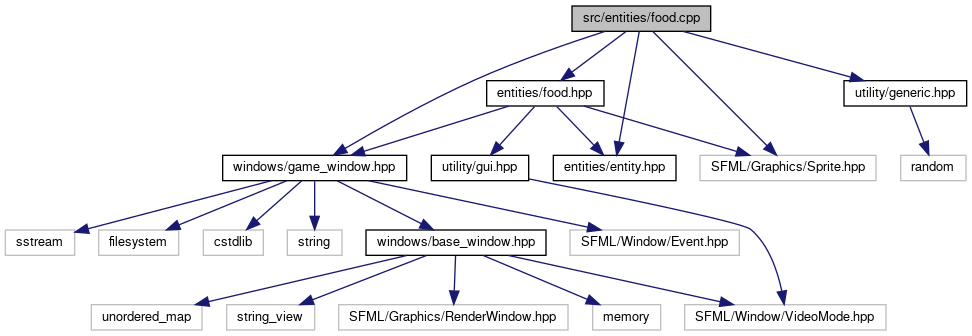 src/entities/food.cpp
entities/food.hpp
utility/generic.hpp
windows/game_window.hpp
utility/gui.hpp
entities/entity.hpp
SFML/Graphics/Sprite.hpp
random
sstream
filesystem
cstdlib
string
windows/base_window.hpp
SFML/Window/Event.hpp
unordered_map
string_view
SFML/Graphics/RenderWindow.hpp
memory
SFML/Window/VideoMode.hpp